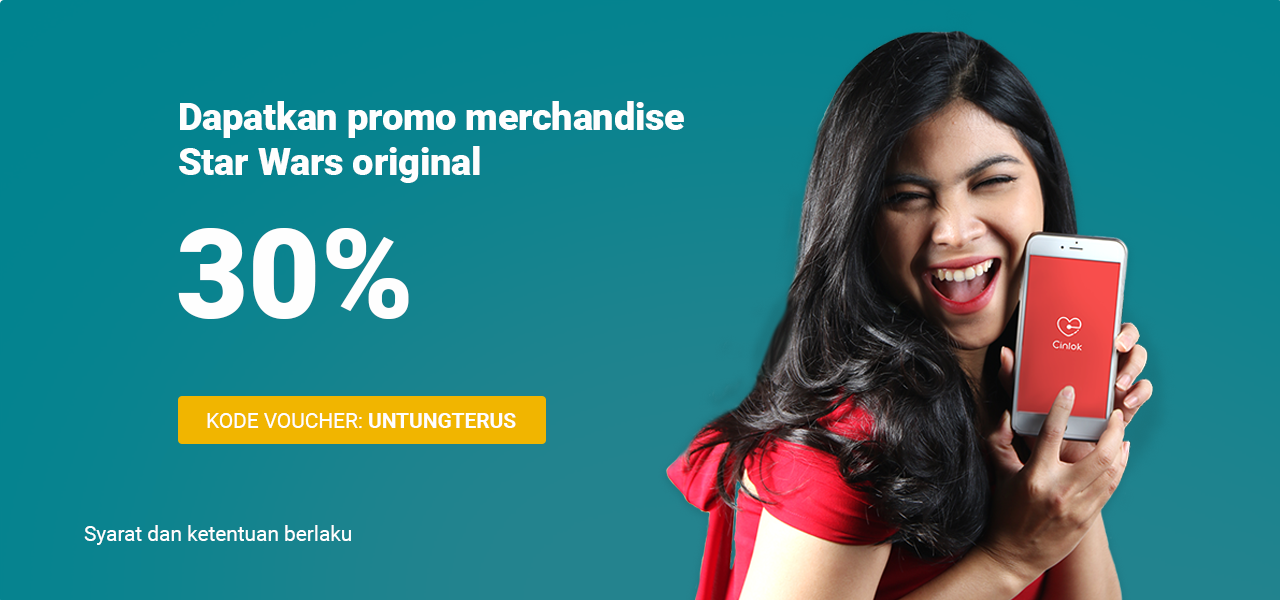 Dapatkan promo merchandise
Star Wars original
30%
KODE VOUCHER: UNTUNGTERUS
Syarat dan ketentuan berlaku
Cinlok